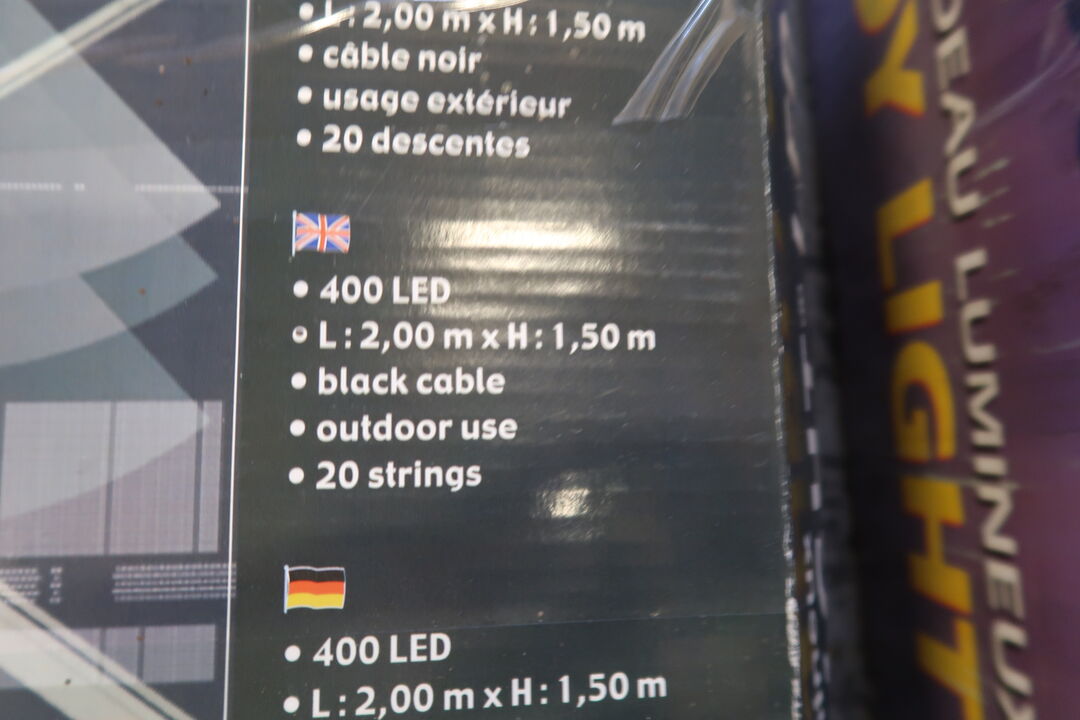 • L : 2,00 m x H : 1,50 m
• câble noir
• usage extérieur
• 20 descentes
• 400 LED
• L : 2,00 m x H : 1,50 m
• black cable
• outdoor use
• 20 strings
• 400 LED
• L : 2,00 m x H : 1,50 m
Y LIGHT
DEAU LUMINEUX